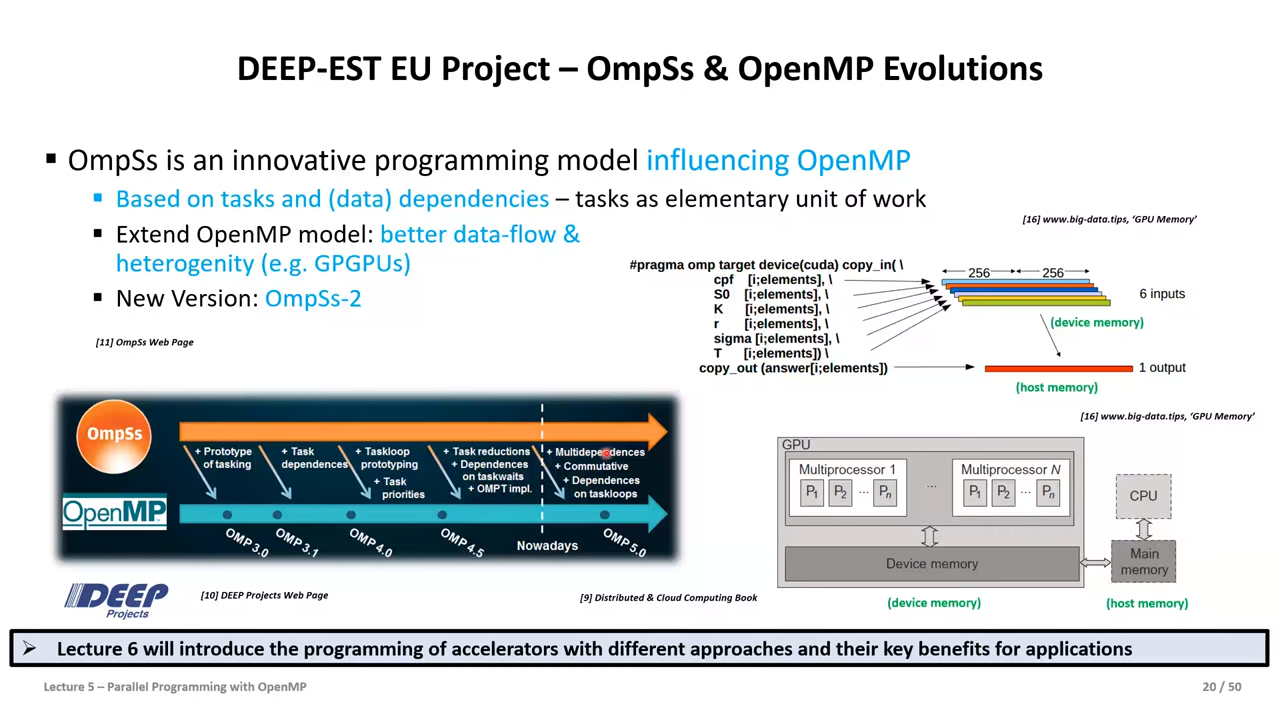 DEEP-EST EU Project – OmpSs & OpenMP Evolutions
▪ OmpSs is an innovative programming model influencing OpenMP
▪ Based on tasks and (data) dependencies – tasks as elementary unit of work
▪ Extend OpenMP model: better data-flow &
heterogenity (e.g. GPGPUs)
▪ New Version: OmpSs-2
[11] OmpSs Web Page
[16] www.big-data.tips, ‘GPU Memory’
#pragma omp target device(cuda) copy_in( \
cpf [i;elements], \
S0 [i;elements], \
K [i;elements], \
r [i;elements], \
sigma [i;elements], \
T [i;elements]) \
copy_out (answer[i;elements])
256 256
6 inputs
(device memory)
1 output
(host memory)
[16] www.big-data.tips, ‘GPU Memory’
OmpSs
+ Prototype
of tasking
+ Task
dependences
+ Taskloop
prototyping
+ Task
priorities
+ Task reductions
+ Dependences
on taskwaits
+ OMPT impl.
+ Multidependences
+ Commutative
+ Dependences
on taskloops
OpenMP
OMP 3.0
OMP 3.1
OMP 4.0
OMP 4.5
Nowadays
OMP 5.0
DEEP
Projects
[10] DEEP Projects Web Page
[9] Distributed & Cloud Computing Book
GPU
Multiprocessor 1
P1 P2 ... Pn
...
Multiprocessor N
P1 P2 ... Pn
Device memory
CPU
Main
memory
(device memory)
(host memory)
➢ Lecture 6 will introduce the programming of accelerators with different approaches and their key benefits for applications
Lecture 5 – Parallel Programming with OpenMP
20 / 50